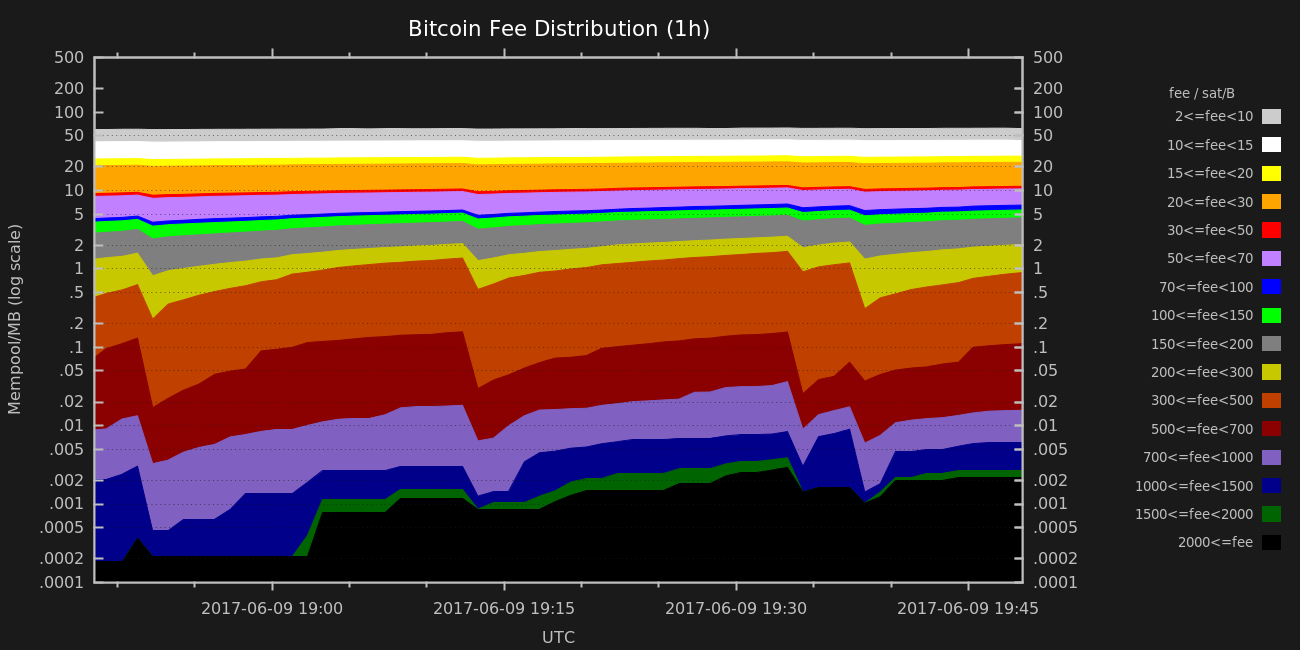 Bitcoin Fee Distribution (1h)
500
200
100
50
20
10
5
2
1
.5
.2
.1
.05
.02
.01
.005
.002
.001
.0005
.0002
.0001
Mempool/MB (log scale)
500
200
100
50
20
10
5
2
1
.5
.2
.1
.05
.02
.01
.005
.002
.001
.0005
.0002
.0001
2017-06-09 19:00
2017-06-09 19:15
2017-06-09 19:30
2017-06-09 19:45
UTC
fee / sat/B
2<=fee<10
10<=fee<15
15<=fee<20
20<=fee<30
30<=fee<50
50<=fee<70
70<=fee<100
100<=fee<150
150<=fee<200
200<=fee<300
300<=fee<500
500<=fee<700
700<=fee<1000
1000<=fee<1500
1500<=fee<2000
2000<=fee